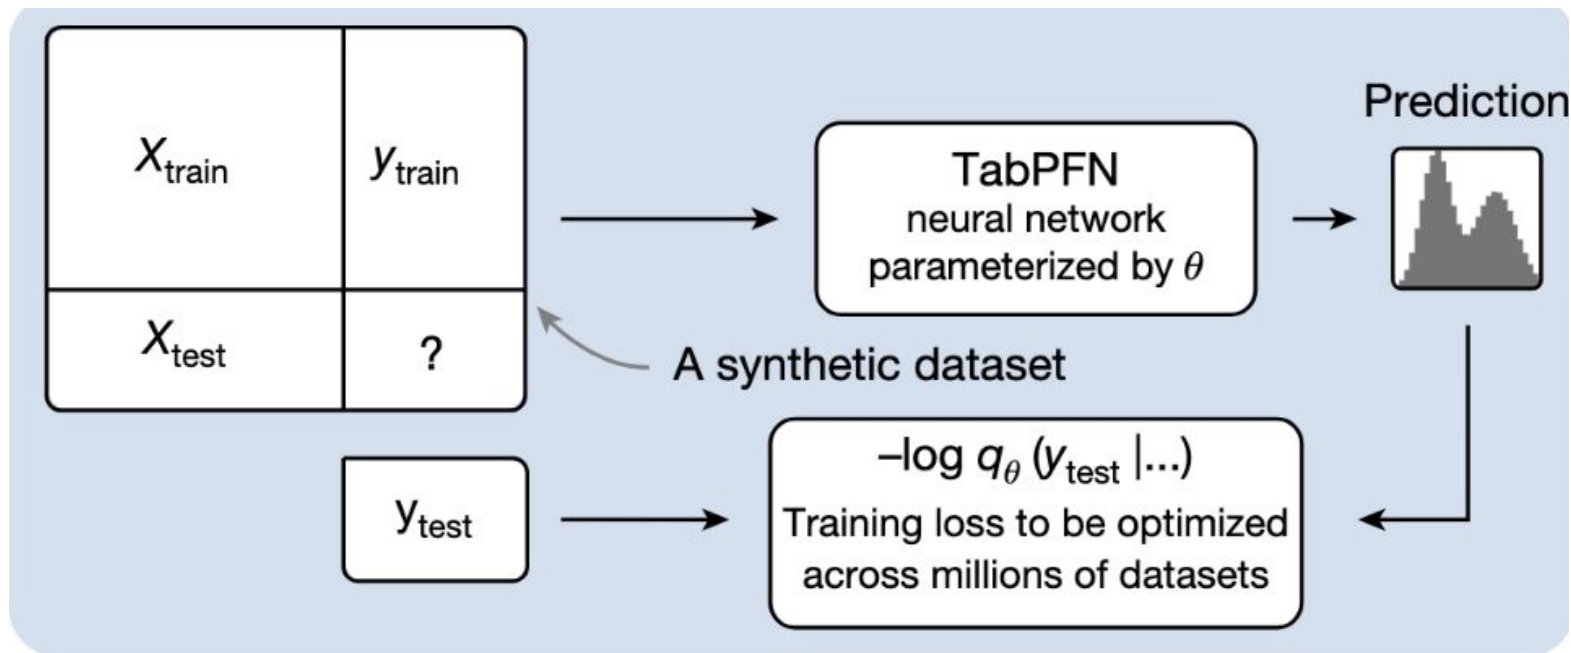 X_train
y_train
X_test
?
A synthetic dataset
TabPFN
neural network
parameterized by θ
Prediction
y_test
–log q_θ (y_test |...)
Training loss to be optimized
across millions of datasets